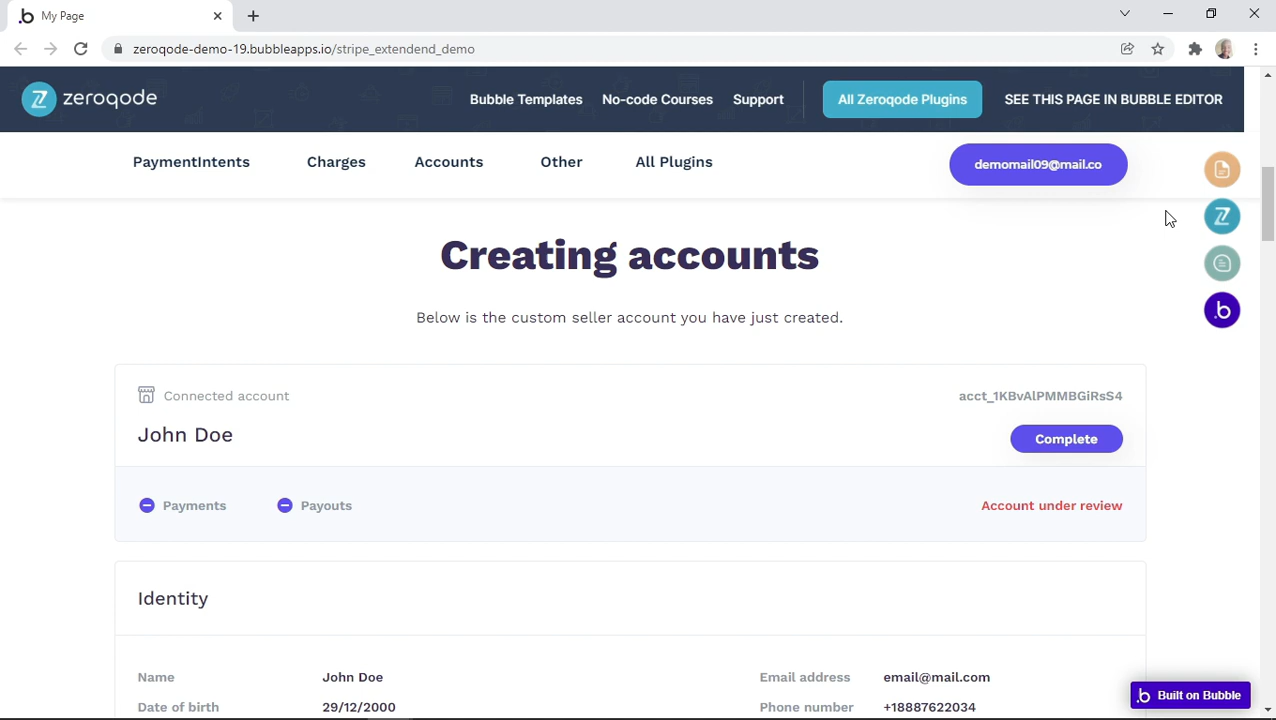 My Page
zeroqode-demo-19.bubbleapps.io/stripe_extendend_demo
zeroqode
Bubble Templates No-code Courses Support All Zeroqode Plugins SEE THIS PAGE IN BUBBLE EDITOR
PaymentIntents Charges Accounts Other All Plugins demomail09@mail.co
Creating accounts
Below is the custom seller account you have just created.
Connected account acct_1KBvAlPMMBGiRsS4
John Doe Complete
Payments Payouts Account under review
Identity
Name John Doe Email address email@mail.com
Date of birth 29/12/2000 Phone number +18887622034
Built on Bubble